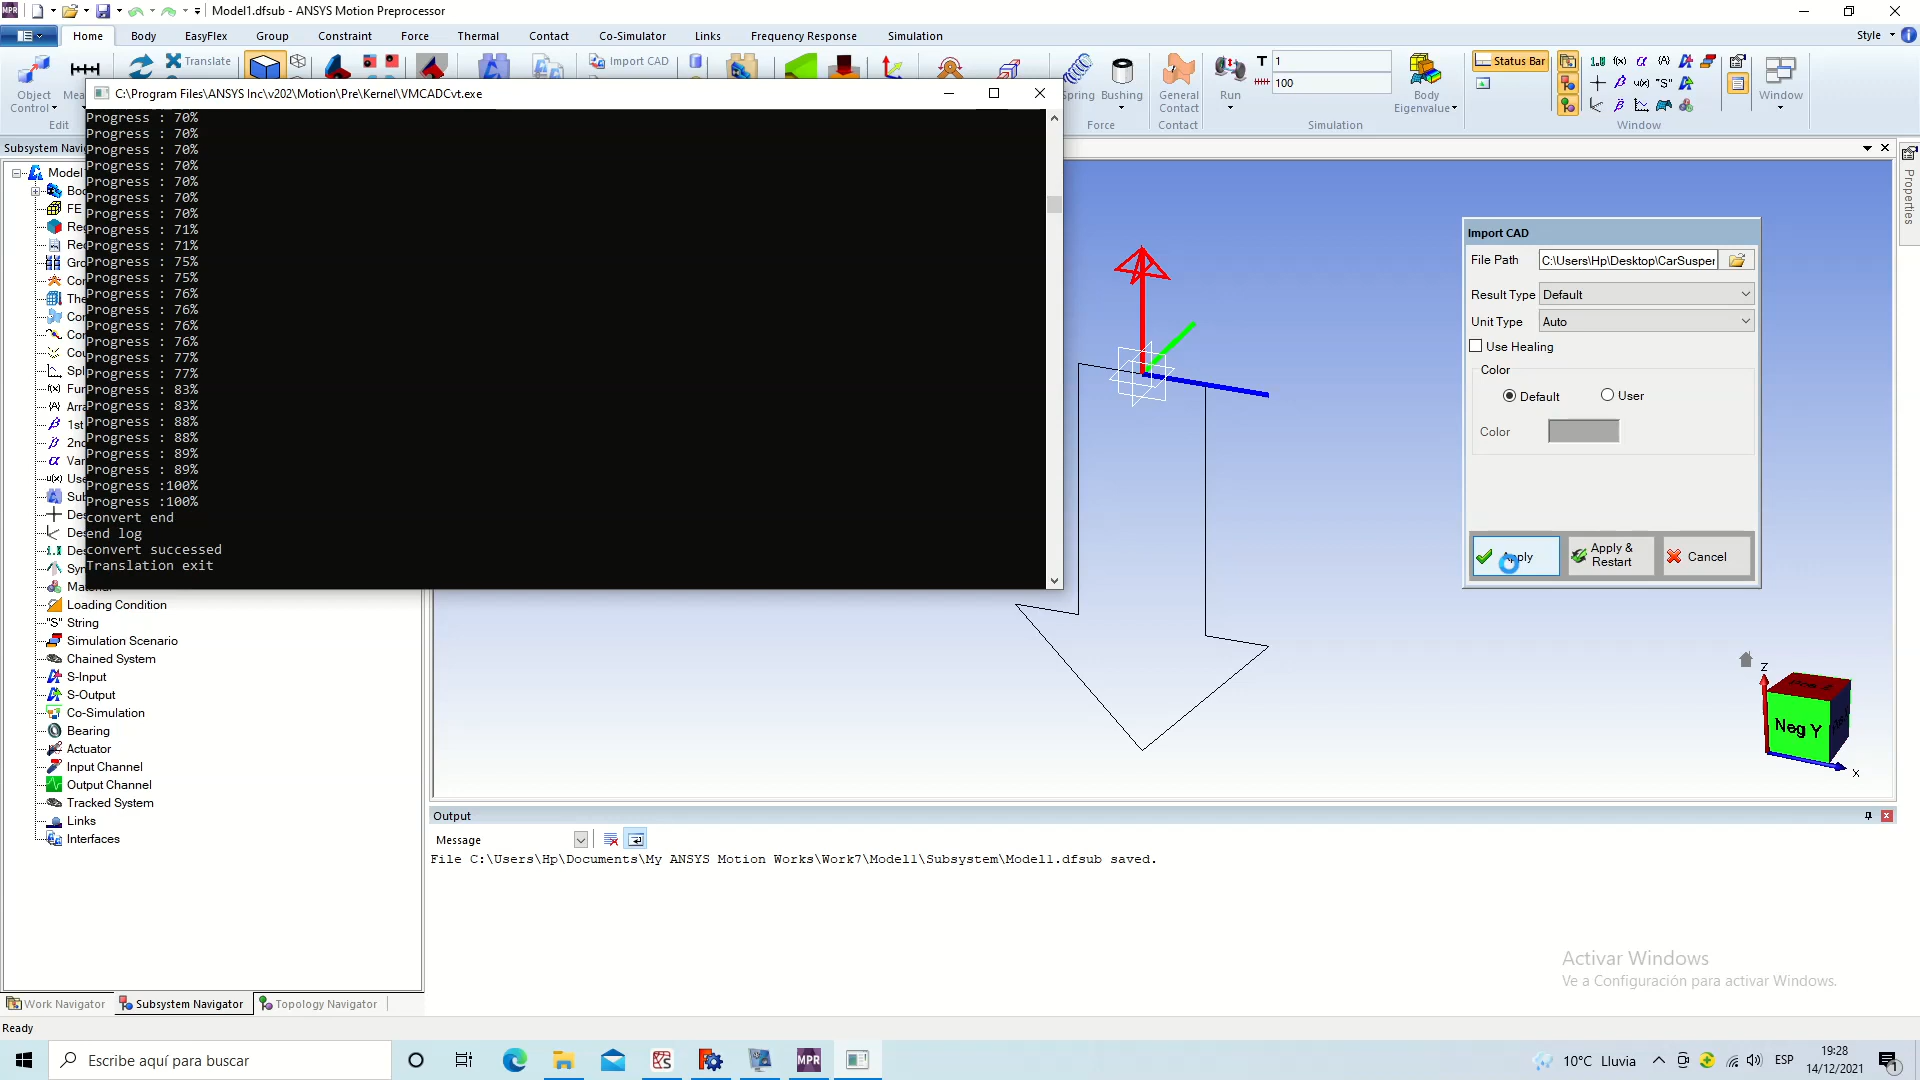 MPR
Model1.dfsub - ANSYS Motion Preprocessor
Home Body EasyFlex Group Constraint Force Thermal Contact Co-Simulator Links Frequency Response Simulation Style
Object
Control
Edit
Translate
Import CAD
Spring Bushing
Force
General
Contact
Contact
Run
T 1
100
Simulation
Body
Eigenvalue
Status Bar
Window
Window
C:\Program Files\ANSYS Inc\v202\Motion\Pre\Kernel\VMCADCvt.exe
Progress : 70%
Progress : 70%
Progress : 70%
Progress : 70%
Progress : 70%
Progress : 70%
Progress : 70%
Progress : 71%
Progress : 71%
Progress : 75%
Progress : 75%
Progress : 76%
Progress : 76%
Progress : 76%
Progress : 76%
Progress : 77%
Progress : 77%
Progress : 83%
Progress : 83%
Progress : 88%
Progress : 88%
Progress : 89%
Progress : 89%
Progress :100%
Progress :100%
convert end
end log
convert successed
Translation exit
Subsystem Navi
Model
FE
Loading Condition
"S" String
Simulation Scenario
Chained System
S-Input
S-Output
Co-Simulation
Bearing
Actuator
Input Channel
Output Channel
Tracked System
Links
Interfaces
Work Navigator Subsystem Navigator Topology Navigator
Ready
Properties
Import CAD
File Path C:\Users\Hp\Desktop\CarSusper
Result Type Default
Unit Type Auto
Use Healing
Color
Default User
Color
Apply
Apply &
Restart
Cancel
Z
Neg Y
X
Output
Message
File C:\Users\Hp\Documents\My ANSYS Motion Works\Work7\Model1\Subsystem\Model1.dfsub saved.
Activar Windows
Ve a Configuración para activar Windows.
Escribe aquí para buscar
MPR
10°C Lluvia
ESP
19:28
14/12/2021
1